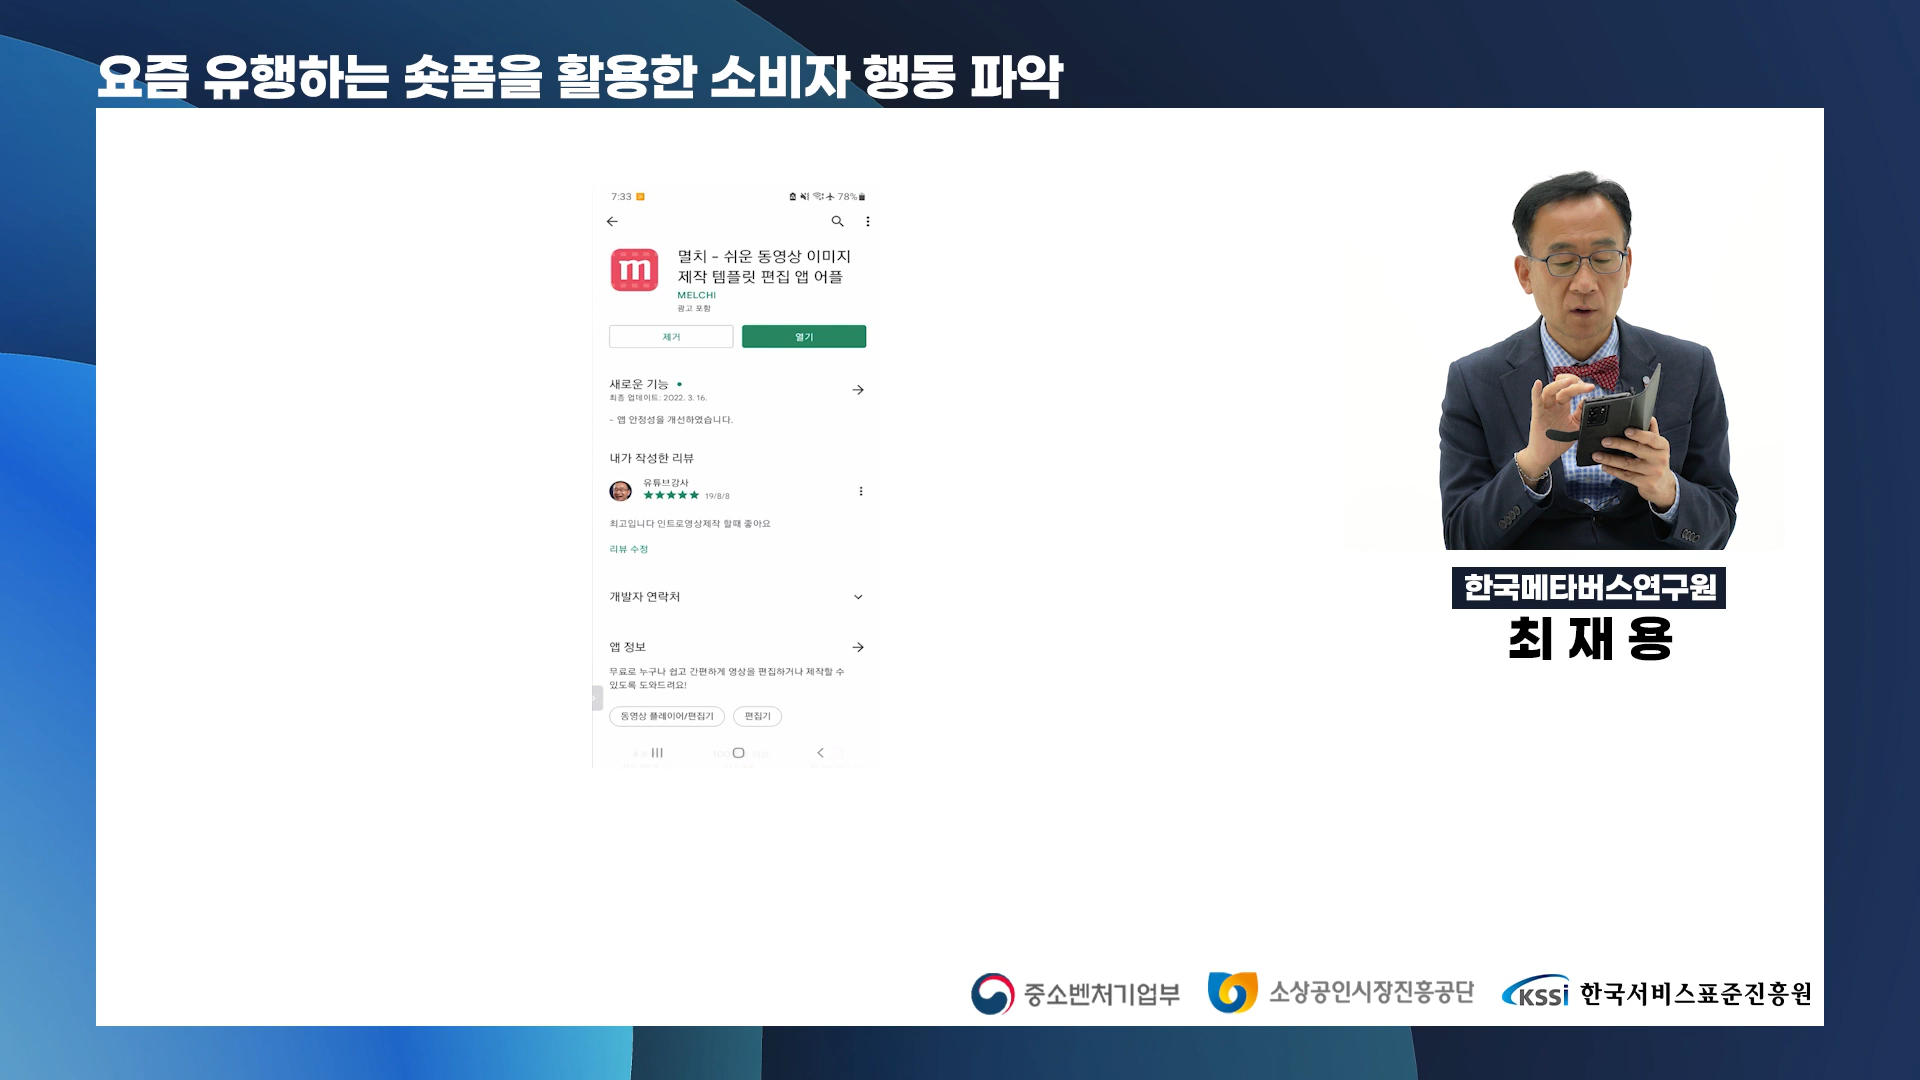 요즘 유행하는 숏폼을 활용한 소비자 행동 파악
7:33
78%
멸치 - 쉬운 동영상 이미지
제작 템플릿 편집 앱 어플
MELCHI
광고 포함
제거
열기
새로운 기능
최종 업데이트: 2022. 3. 16.
- 앱 안정성을 개선하였습니다.
내가 작성한 리뷰
유튜브강사
19/8/8
최고입니다 인트로영상제작 할때 좋아요
리뷰 수정
개발자 연락처
앱 정보
무료로 누구나 쉽고 간편하게 영상을 편집하거나 제작할 수
있도록 도와드려요!
동영상 플레이어/편집기
편집기
한국메타버스연구원
최재용
중소벤처기업부
소상공인시장진흥공단
KSSi 한국서비스표준진흥원